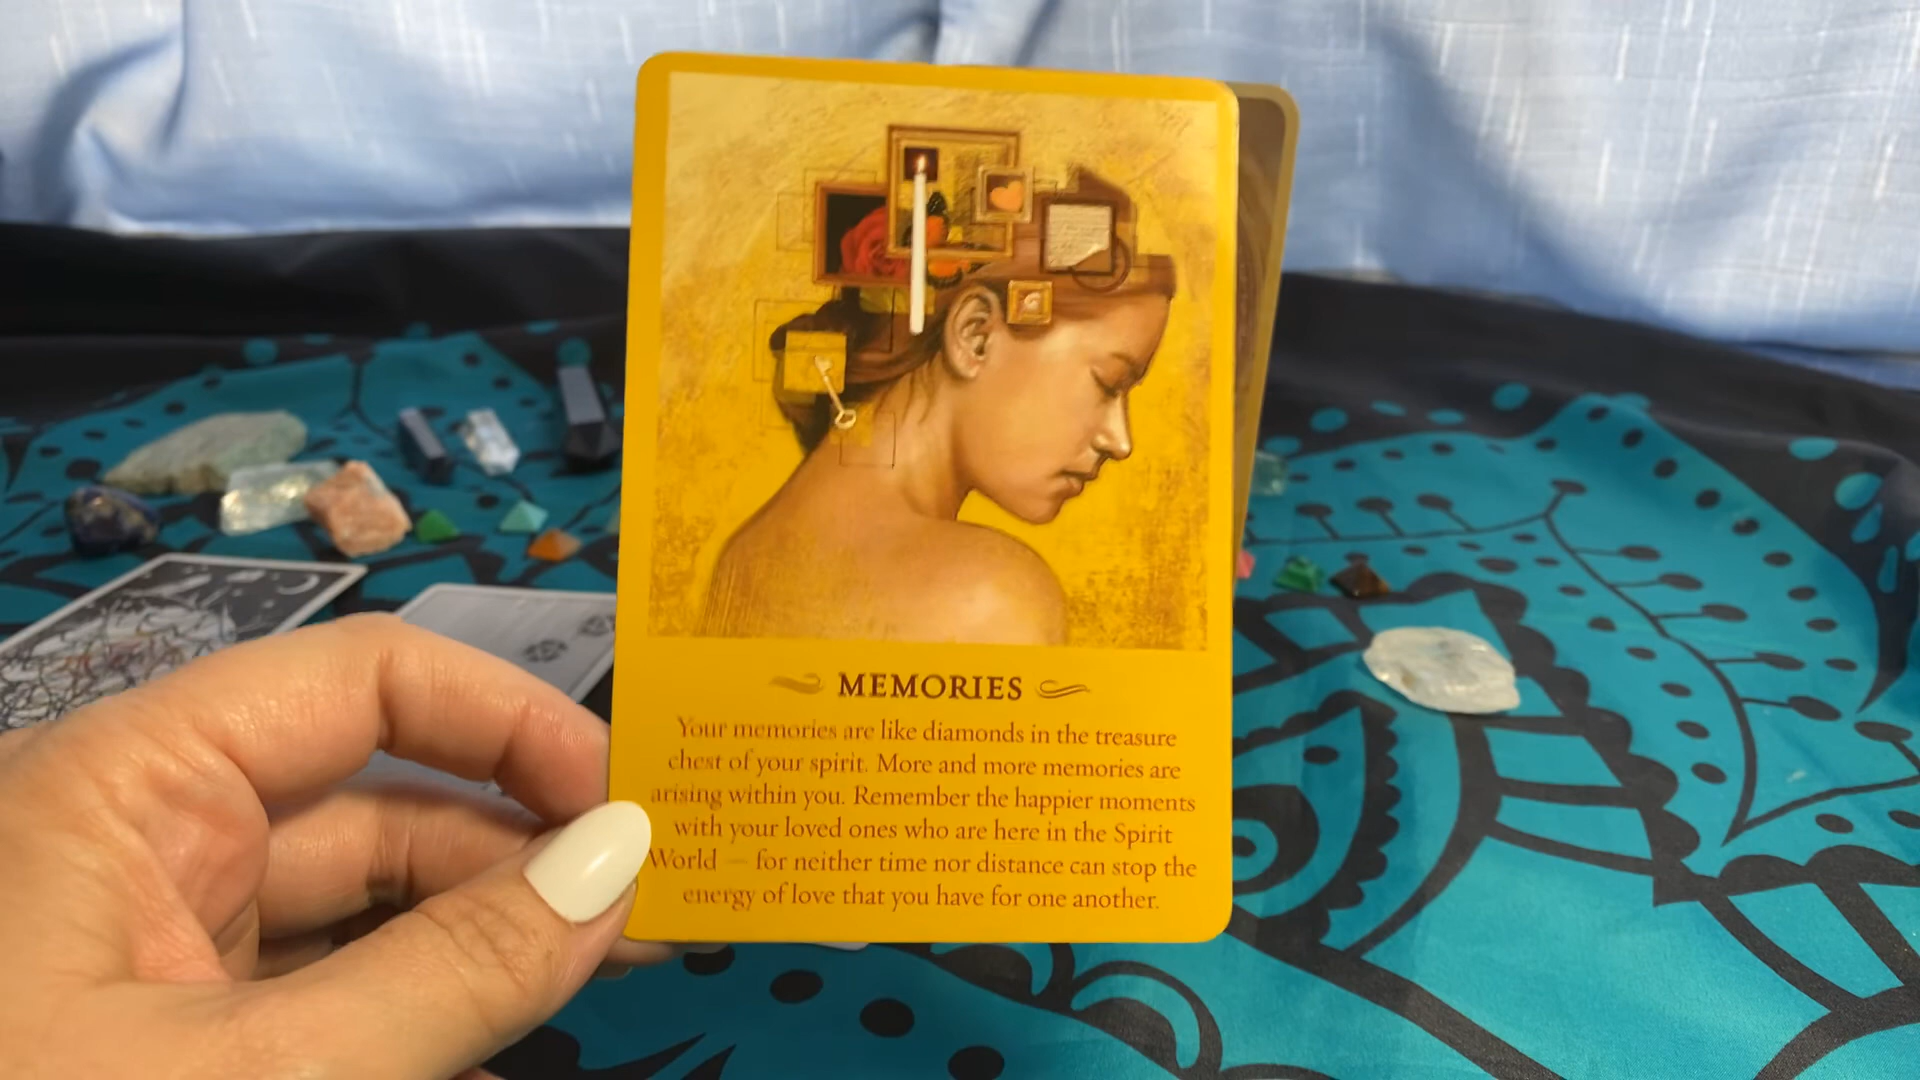 MEMORIES
Your memories are like diamonds in the treasure
chest of your spirit. More and more memories are
arising within you. Remember the happier moments
with your loved ones who are here in the Spirit
World — for neither time nor distance can stop the
energy of love that you have for one another.